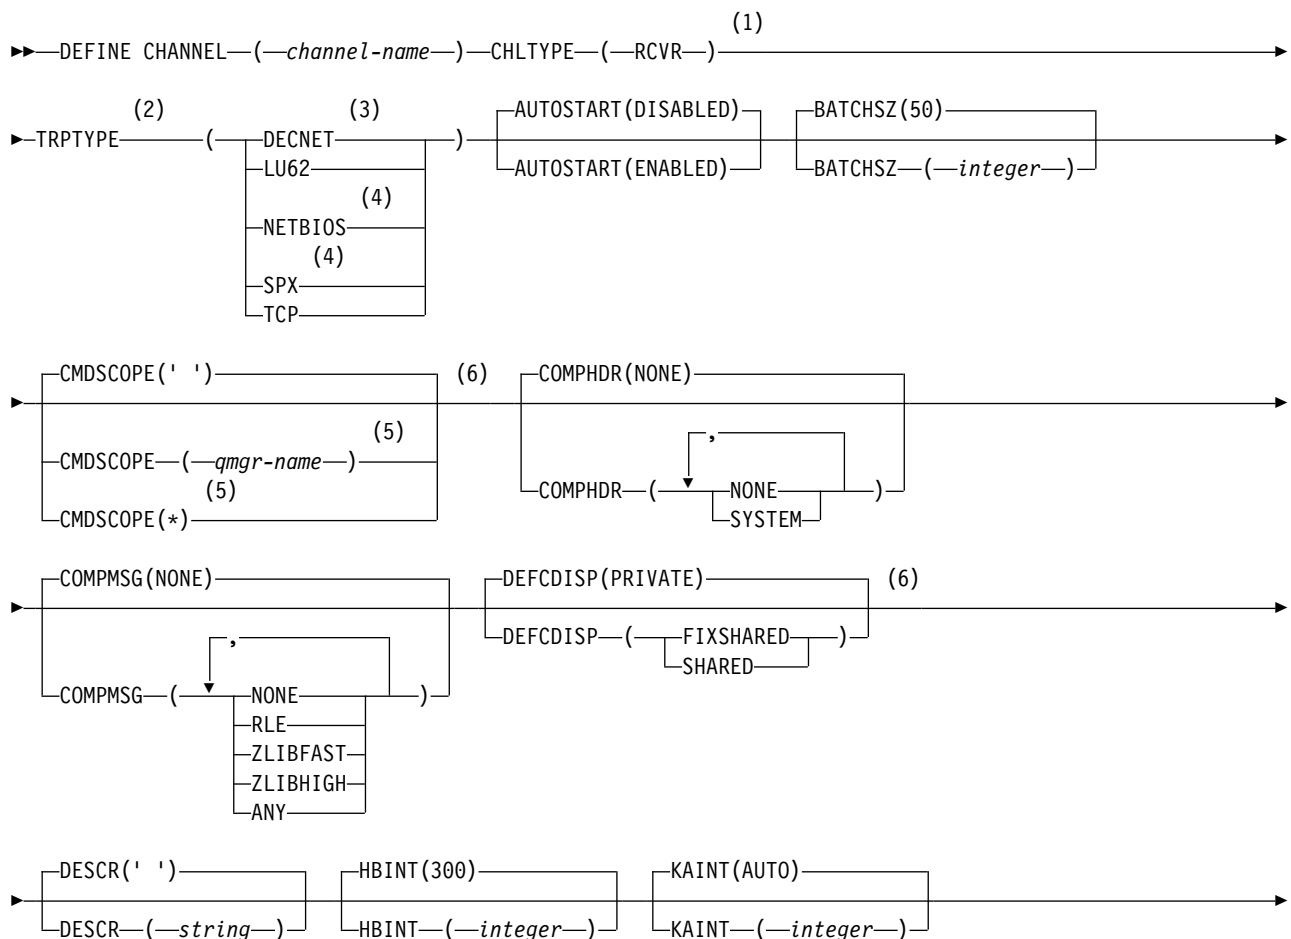 (1)
DEFINE CHANNEL ( channel-name ) CHLTYPE ( RCVR )
(2) (3)
TRPTYPE ( DECNET ) AUTOSTART(DISABLED) BATCHSZ(50)
LU62 AUTOSTART(ENABLED) BATCHSZ ( integer )
(4)
NETBIOS
(4)
SPX
TCP
CMDSCOPE(' ') (6) COMPHDR(NONE)
(5) ,
CMDSCOPE ( qmgr-name )
(5) COMPHDR ( NONE )
CMDSCOPE(*) SYSTEM
COMPMSG(NONE) DEFCDISP(PRIVATE) (6)
, DEFCDISP ( FIXSHARED )
SHARED
COMPMSG ( NONE )
RLE
ZLIBFAST
ZLIBHIGH
ANY
DESCR(' ') HBINT(300) KAINT(AUTO)
DESCR ( string ) HBINT ( integer ) KAINT ( integer )